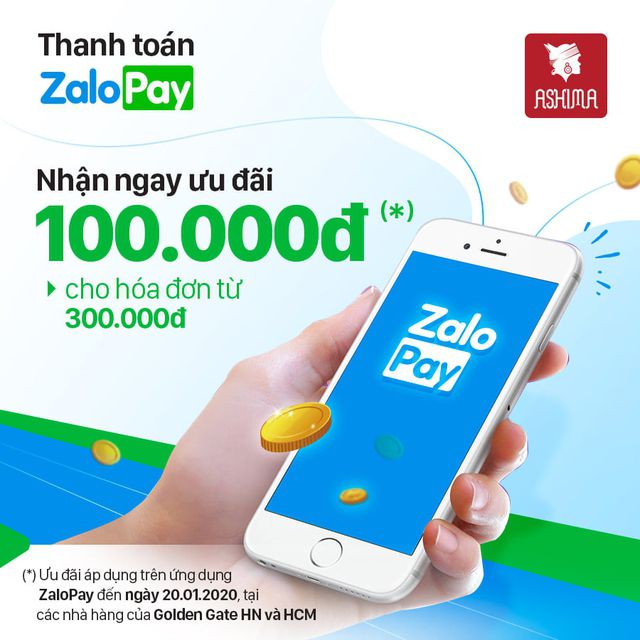 Thanh toán
ZaloPay
ASHIMA
Nhận ngay ưu đãi
100.000đ (*)
cho hóa đơn từ
300.000đ
Zalo
Pay
(*) Ưu đãi áp dụng trên ứng dụng
ZaloPay đến ngày 20.01.2020, tại
các nhà hàng của Golden Gate HN và HCM